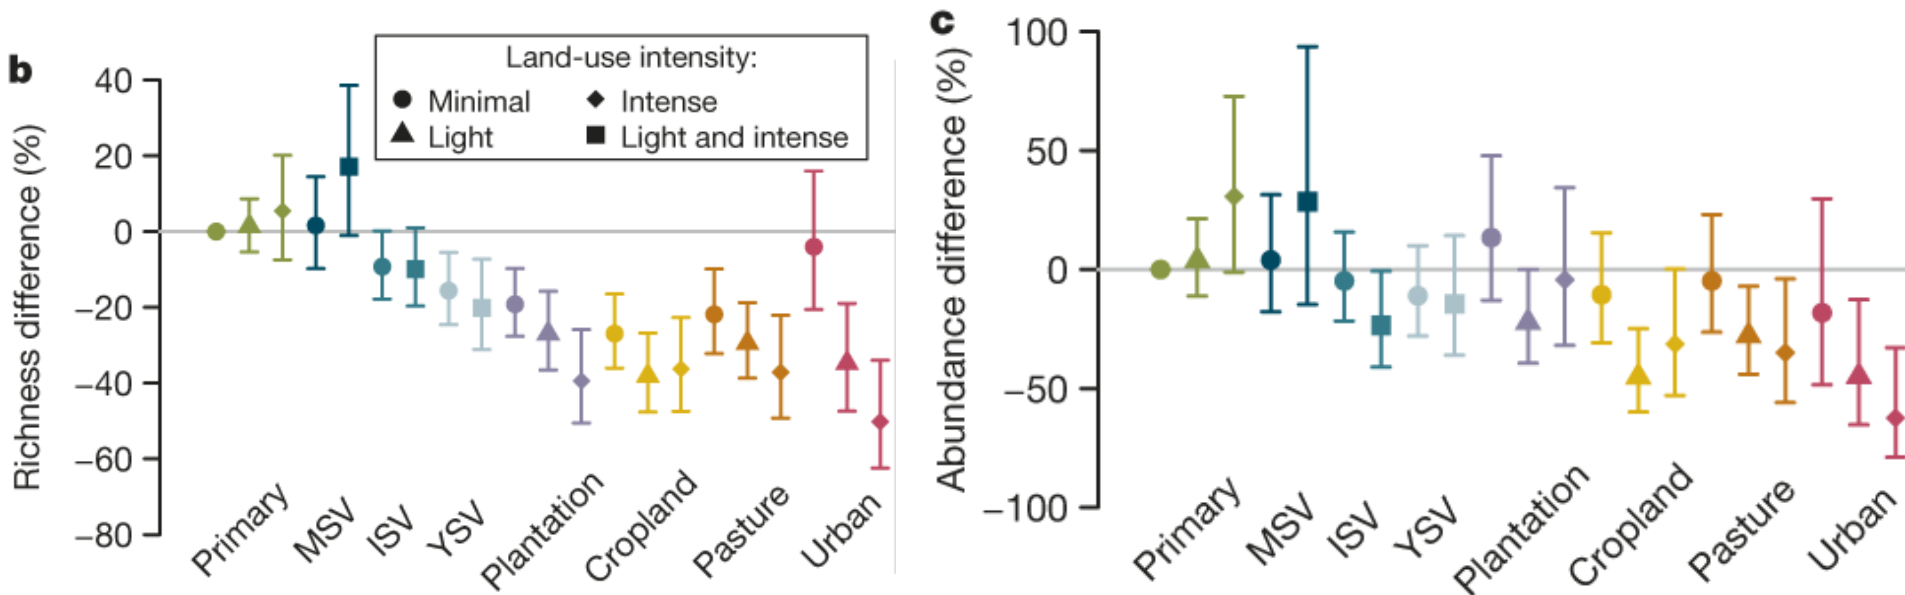 b
Richness difference (%)
40
20
0
−20
−40
−60
−80
Land-use intensity:
Minimal
Intense
Light
Light and intense
Primary
MSV
ISV
YSV
Plantation
Cropland
Pasture
Urban
c
Abundance difference (%)
100
50
0
−50
−100
Primary
MSV
ISV
YSV
Plantation
Cropland
Pasture
Urban